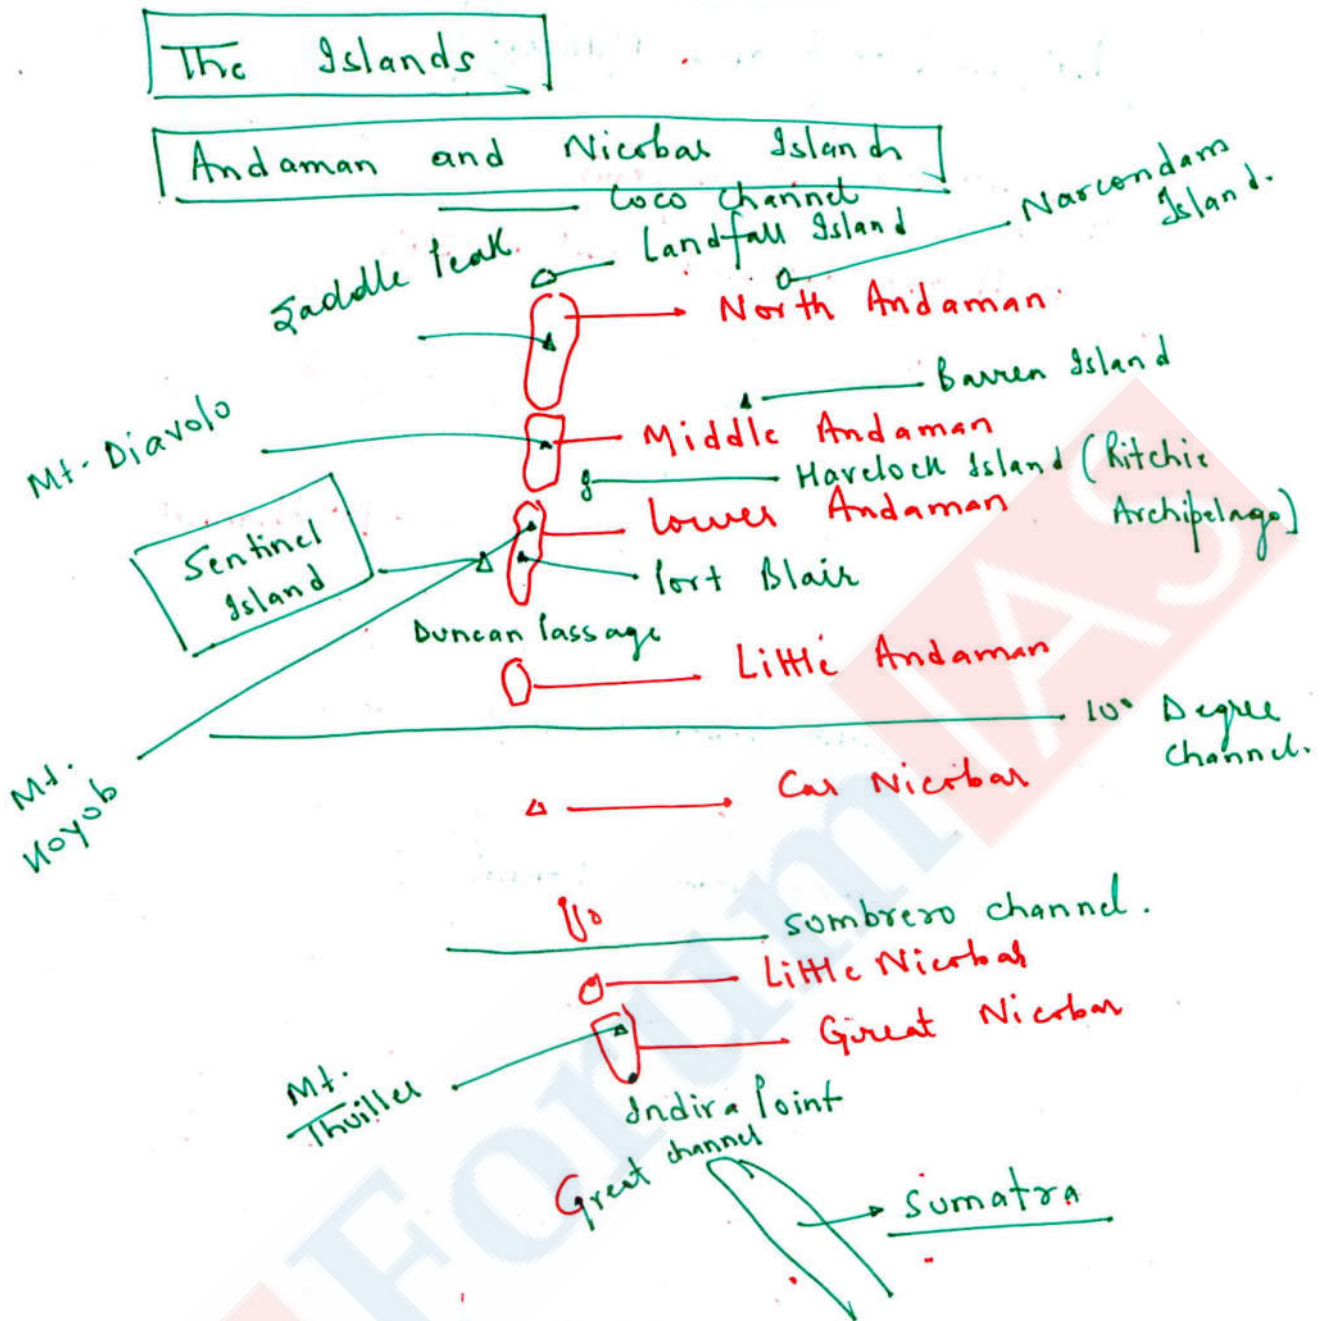 The Islands
Andaman and Nicobar Islands
Coco Channel
Landfall Island
Narcondam
Island.
Saddle Peak
North Andaman
Barren Island
Mt. Diavolo
Middle Andaman
Havelock Island (Ritchie
Archipelago)
Lower Andaman
Sentinel
Island
Port Blair
Duncan Passage
Little Andaman
10° Degree
Channel.
Mt.
Koyob
Car Nicobar
Sombrero channel.
Little Nicobar
Great Nicobar
Mt.
Thuiller
Indira Point
Great channel
Sumatra
Forum IAS